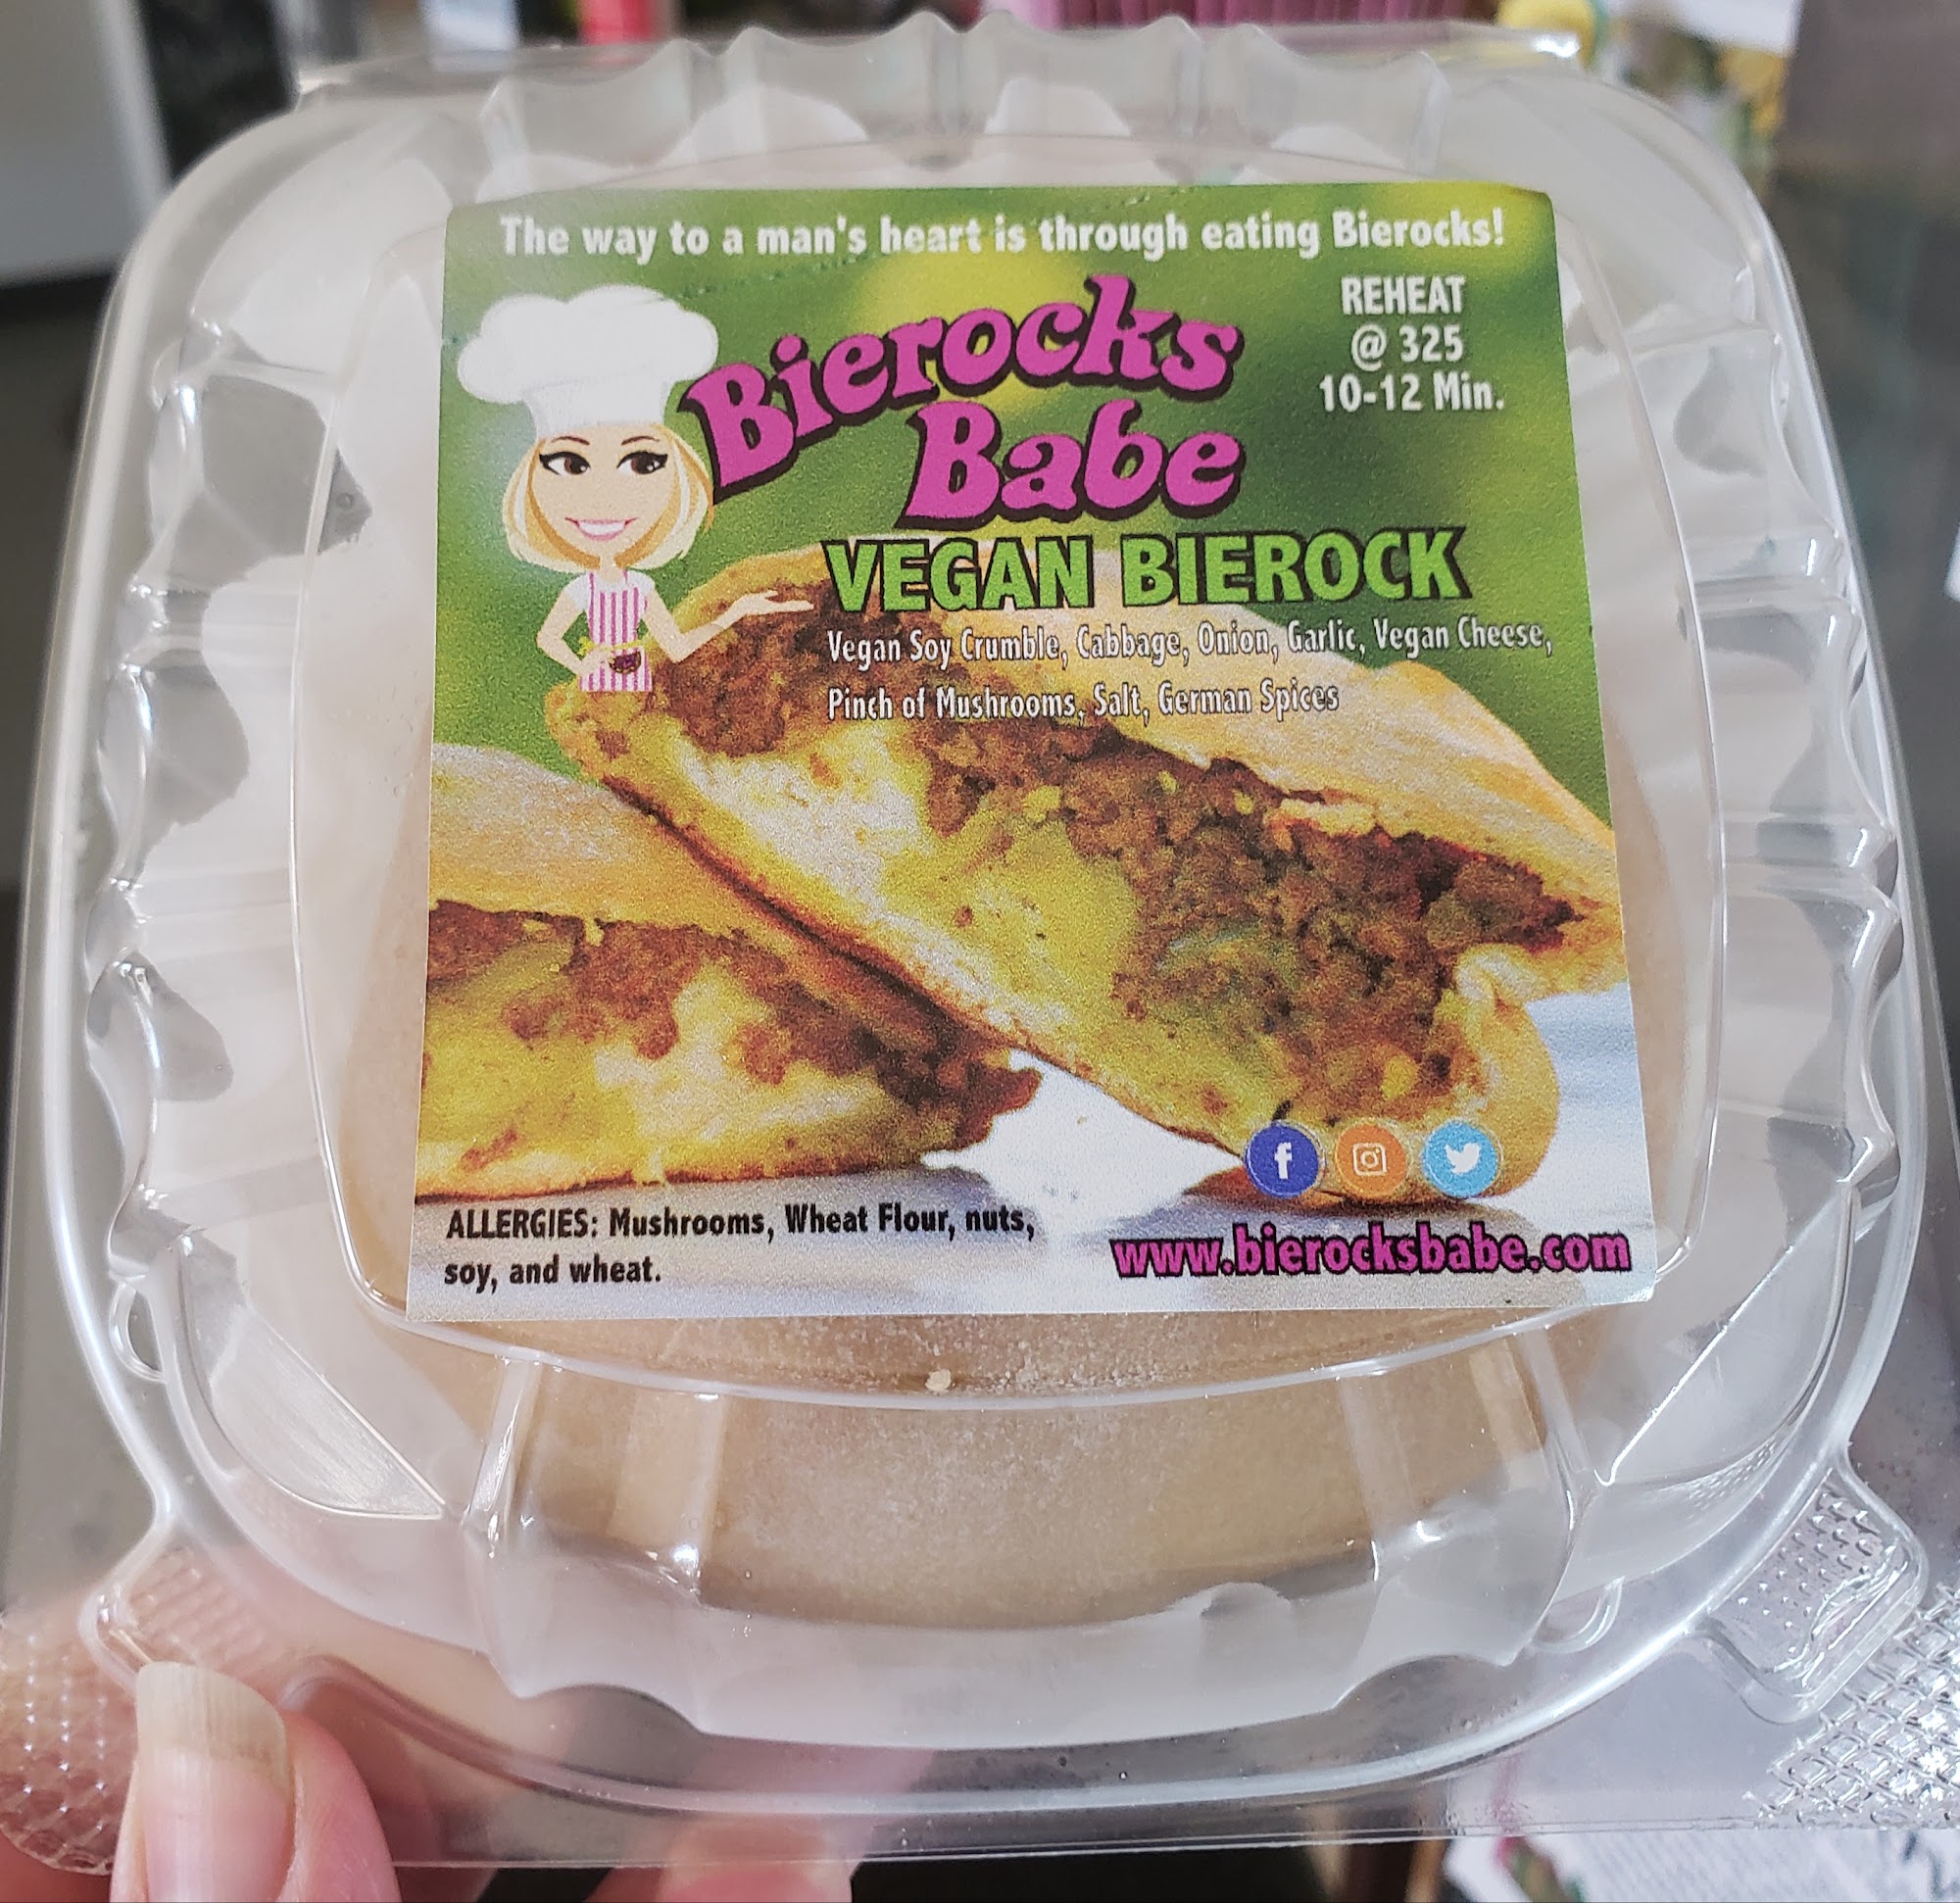 The way to a man's heart is through eating Bierocks!
REHEAT
@ 325
10-12 Min.
Bierocks
Babe
VEGAN BIEROCK
Vegan Soy Crumble, Cabbage, Onion, Garlic, Vegan Cheese,
Pinch of Mushrooms, Salt, German Spices
ALLERGIES: Mushrooms, Wheat Flour, nuts,
soy, and wheat.
www.bierocksbabe.com